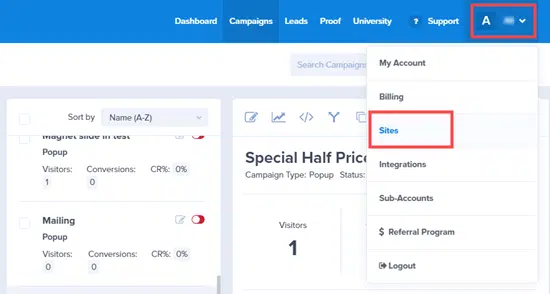 Dashboard Campaigns Leads Proof University ? Support A
Search Campaigns
My Account
Billing
Sites
Integrations
Sub-Accounts
$ Referral Program
Logout
Sort by Name (A-Z)
Magnet slide in test
Popup
Visitors: Conversions: CR%: 0%
1 0
Mailing
Popup
Visitors: Conversions: CR%: 0%
0 0
Special Half Price
Campaign Type: Popup Status:
Visitors
1